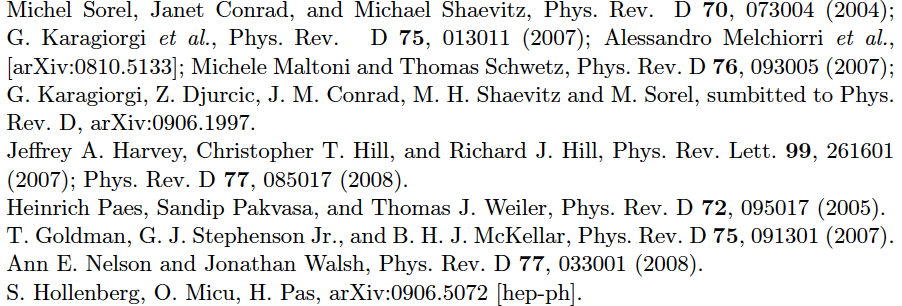 Michel Sorel, Janet Conrad, and Michael Shaevitz, Phys. Rev. D 70, 073004 (2004);
G. Karagiorgi et al., Phys. Rev. D 75, 013011 (2007); Alessandro Melchiorri et al.,
[arXiv:0810.5133]; Michele Maltoni and Thomas Schwetz, Phys. Rev. D 76, 093005 (2007);
G. Karagiorgi, Z. Djurcic, J. M. Conrad, M. H. Shaevitz and M. Sorel, sumbitted to Phys.
Rev. D, arXiv:0906.1997.
Jeffrey A. Harvey, Christopher T. Hill, and Richard J. Hill, Phys. Rev. Lett. 99, 261601
(2007); Phys. Rev. D 77, 085017 (2008).
Heinrich Paes, Sandip Pakvasa, and Thomas J. Weiler, Phys. Rev. D 72, 095017 (2005).
T. Goldman, G. J. Stephenson Jr., and B. H. J. McKellar, Phys. Rev. D 75, 091301 (2007).
Ann E. Nelson and Jonathan Walsh, Phys. Rev. D 77, 033001 (2008).
S. Hollenberg, O. Micu, H. Pas, arXiv:0906.5072 [hep-ph].